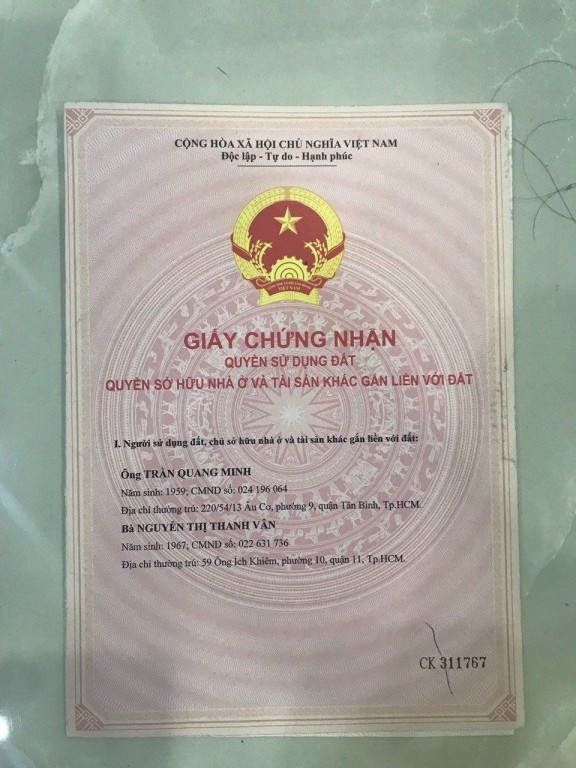 CỘNG HÒA XÃ HỘI CHỦ NGHĨA VIỆT NAM
Độc lập - Tự do - Hạnh phúc
VIỆT NAM
GIẤY CHỨNG NHẬN
QUYỀN SỬ DỤNG ĐẤT
QUYỀN SỞ HỮU NHÀ Ở VÀ TÀI SẢN KHÁC GẮN LIỀN VỚI ĐẤT
I. Người sử dụng đất, chủ sở hữu nhà ở và tài sản khác gắn liền với đất:
Ông TRẦN QUANG MINH
Năm sinh: 1959; CMND số: 024 196 064
Địa chỉ thường trú: 220/54/13 Âu Cơ, phường 9, quận Tân Bình, Tp.HCM.
Bà NGUYỄN THỊ THANH VÂN
Năm sinh: 1967; CMND số: 022 631 736
Địa chỉ thường trú: 59 Ông Ích Khiêm, phường 10, quận 11, Tp.HCM.
CK 311767